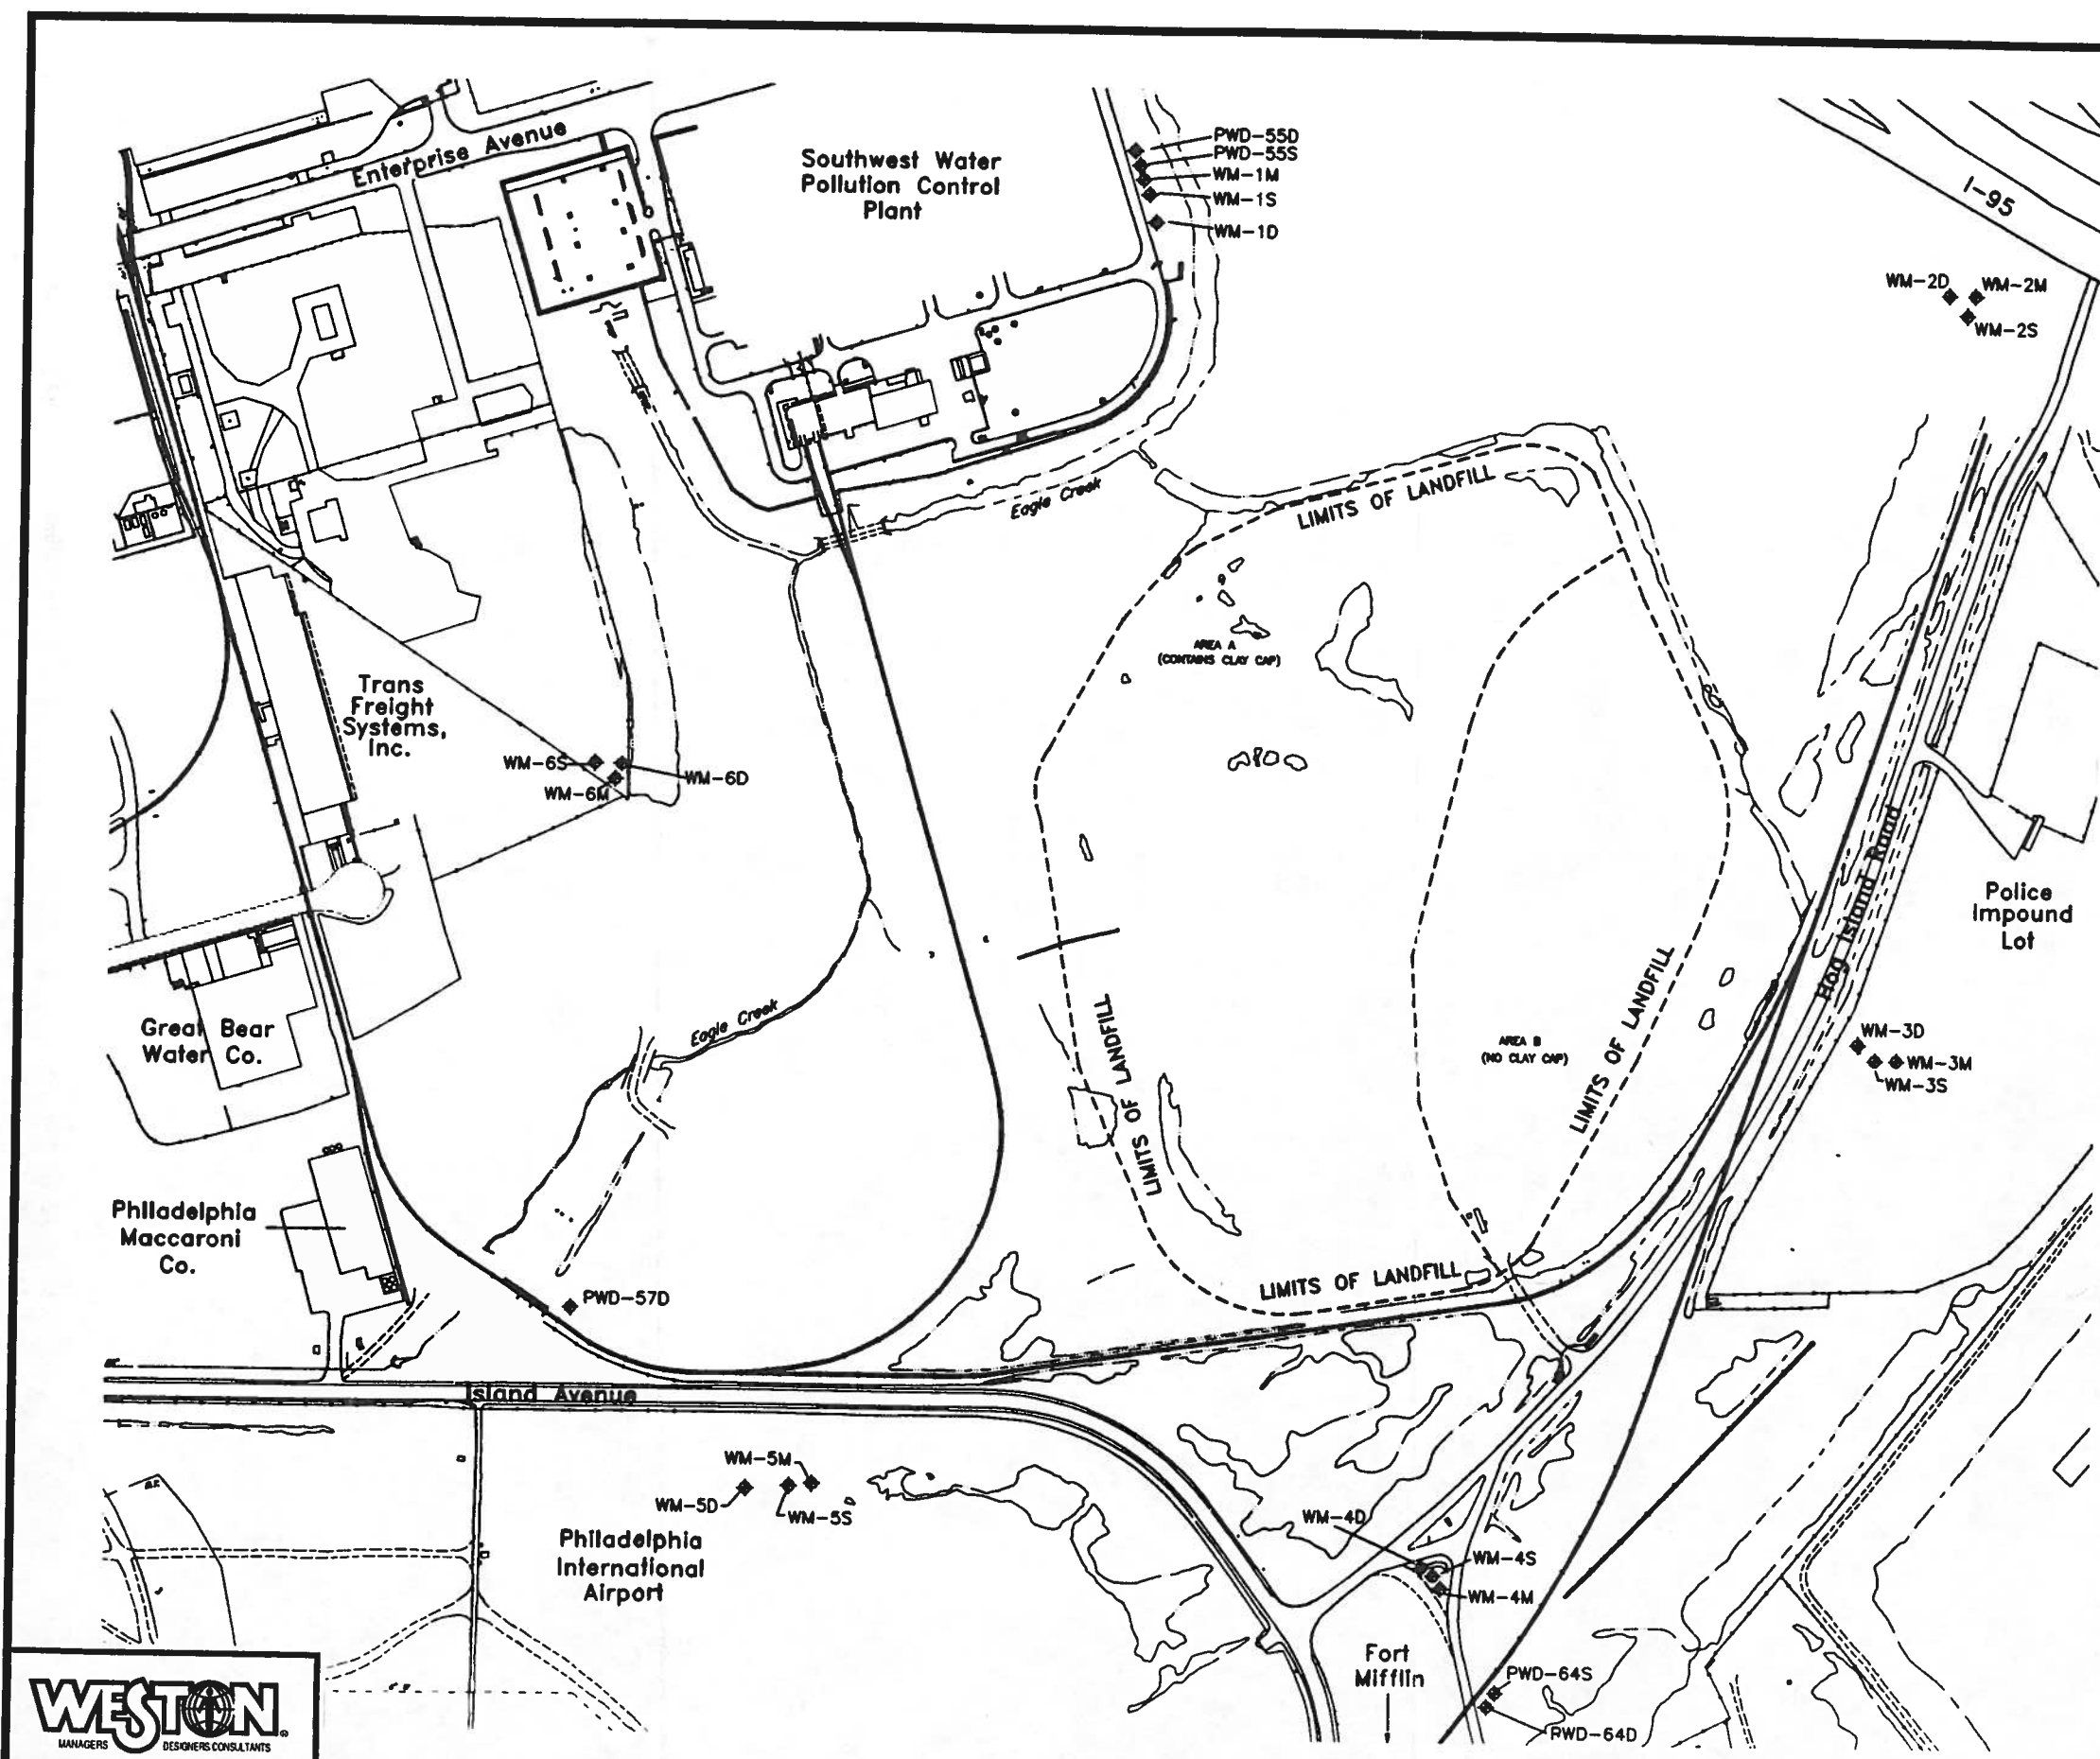 Enterprise Avenue
Southwest Water
Pollution Control
Plant
PWD-55D
PWD-55S
WM-1M
WM-1S
WM-1D
I-95
WM-2D
WM-2M
WM-2S
Eagle Creek
LIMITS OF LANDFILL
AREA A
(CONTAINS CLAY CAP)
Trans
Freight
Systems,
Inc.
WM-6S
WM-6D
WM-6M
Hog Island Road
Police
Impound
Lot
Great Bear
Water Co.
Eagle Creek
LIMITS OF LANDFILL
LIMITS OF LANDFILL
AREA B
(NO CLAY CAP)
WM-3D
WM-3M
WM-3S
Philadelphia
Maccaroni
Co.
PWD-57D
LIMITS OF LANDFILL
Island Avenue
WM-5M
WM-5D
WM-5S
Philadelphia
International
Airport
WM-4D
WM-4S
WM-4M
Fort
Mifflin
PWD-64S
PWD-64D
WESTON
MANAGERS DESIGNERS/CONSULTANTS